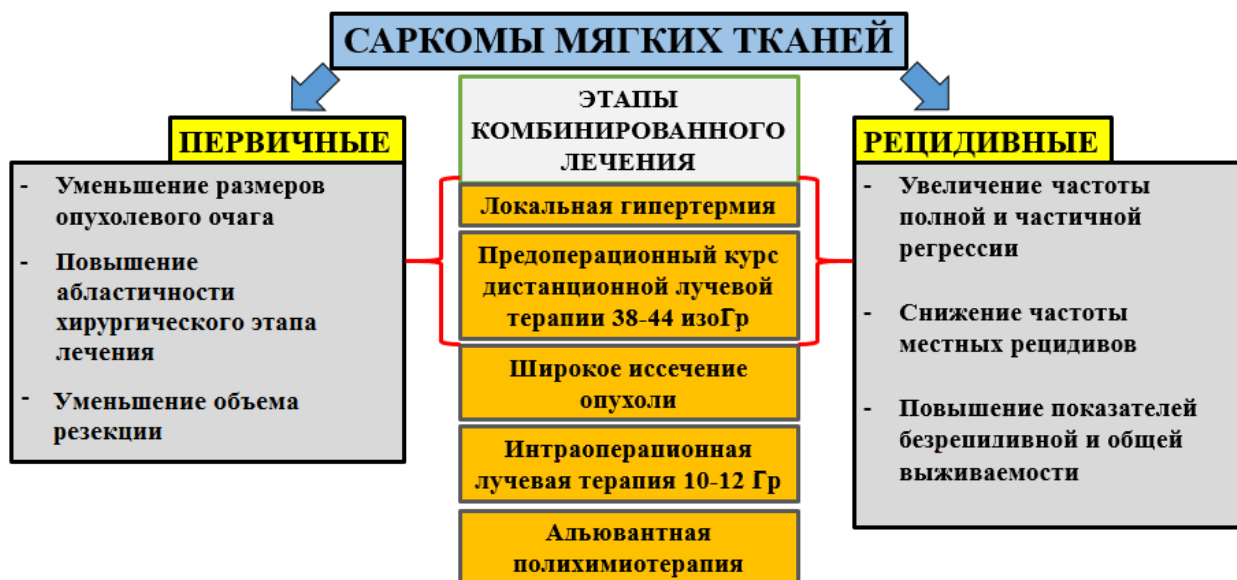 САРКОМЫ МЯГКИХ ТКАНЕЙ
ПЕРВИЧНЫЕ
- Уменьшение размеров
опухолевого очага
- Повышение
абластичности
хирургического этапа
лечения
- Уменьшение объема
резекции
ЭТАПЫ
КОМБИНИРОВАННОГО
ЛЕЧЕНИЯ
Локальная гипертермия
Предоперационный курс
дистанционной лучевой
терапии 38-44 изоГр
Широкое иссечение
опухоли
Интраоперационная
лучевая терапия 10-12 Гр
Адъювантная
полихимиотерапия
РЕЦИДИВНЫЕ
- Увеличение частоты
полной и частичной
регрессии
- Снижение частоты
местных рецидивов
- Повышение показателей
безрепидивной и общей
выживаемости